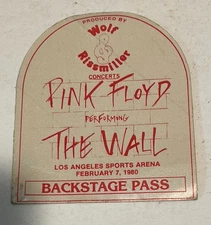 PRODUCED BY
Wolf
&
Rissmiller
CONCERTS
PINK FLOYD
PERFORMING
THE WALL
LOS ANGELES SPORTS ARENA
FEBRUARY 7, 1980
BACKSTAGE PASS